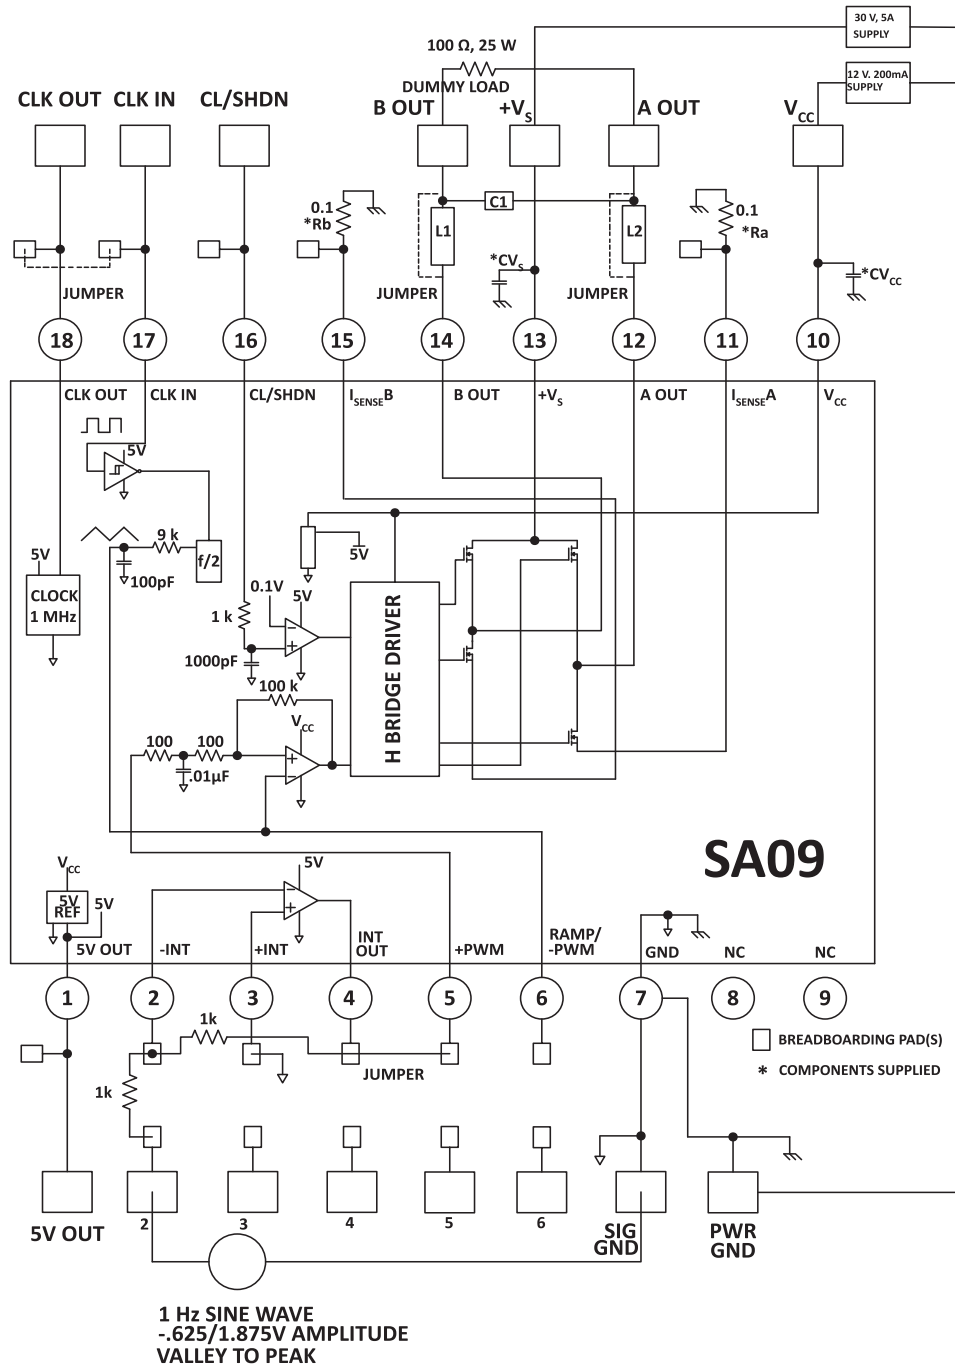 30 V, 5A
SUPPLY
100 Ω, 25 W
12 V. 200mA
SUPPLY
DUMMY LOAD
CLK OUT
CLK IN
CL/SHDN
B OUT
+VS
A OUT
VCC
0.1
*Rb
C1
L1
L2
0.1
*Ra
*CVS
*CVCC
JUMPER
JUMPER
JUMPER
18
17
16
15
14
13
12
11
10
CLK OUT
CLK IN
CL/SHDN
ISENSEB
B OUT
+VS
A OUT
ISENSEA
VCC
5V
9 k
f/2
5V
5V
100pF
CLOCK
1 MHz
0.1V
5V
1 k
1000pF
H BRIDGE DRIVER
100 k
VCC
100
100
.01µF
SA09
VCC
5V
REF
5V
5V
5V OUT
-INT
+INT
INT
OUT
+PWM
RAMP/
-PWM
GND
NC
NC
1
2
3
4
5
6
7
8
9
1k
BREADBOARDING PAD(S)
JUMPER
* COMPONENTS SUPPLIED
1k
5V OUT
2
3
4
5
6
SIG
GND
PWR
GND
1 Hz SINE WAVE
-.625/1.875V AMPLITUDE
VALLEY TO PEAK